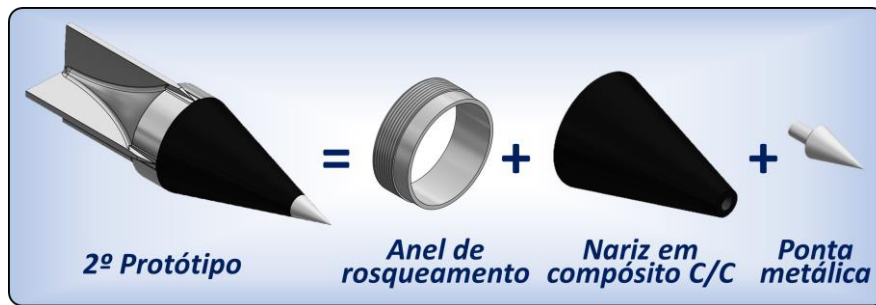 = + +
2º Protótipo
Anel de
rosqueamento
Nariz em
compósito C/C
Ponta
metálica